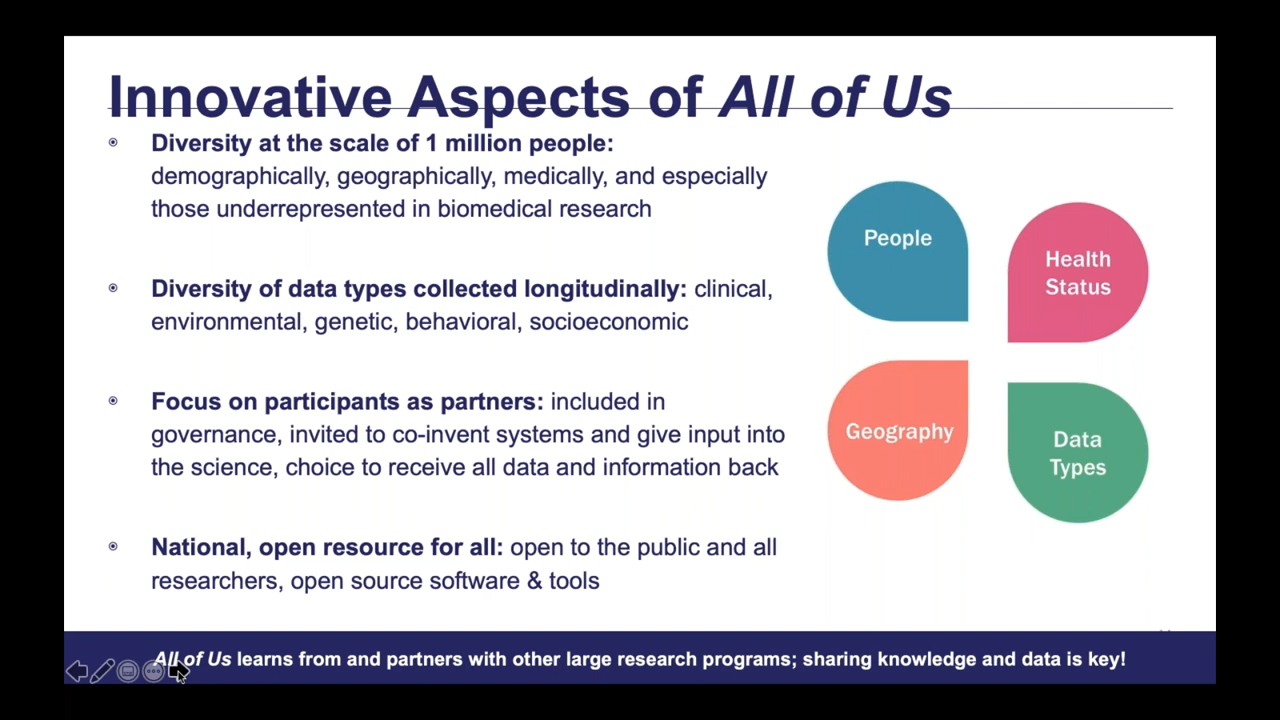 Innovative Aspects of All of Us
Diversity at the scale of 1 million people:
demographically, geographically, medically, and especially
those underrepresented in biomedical research
Diversity of data types collected longitudinally: clinical,
environmental, genetic, behavioral, socioeconomic
Focus on participants as partners: included in
governance, invited to co-invent systems and give input into
the science, choice to receive all data and information back
National, open resource for all: open to the public and all
researchers, open source software & tools
People
Health
Status
Geography
Data
Types
All of Us learns from and partners with other large research programs; sharing knowledge and data is key!